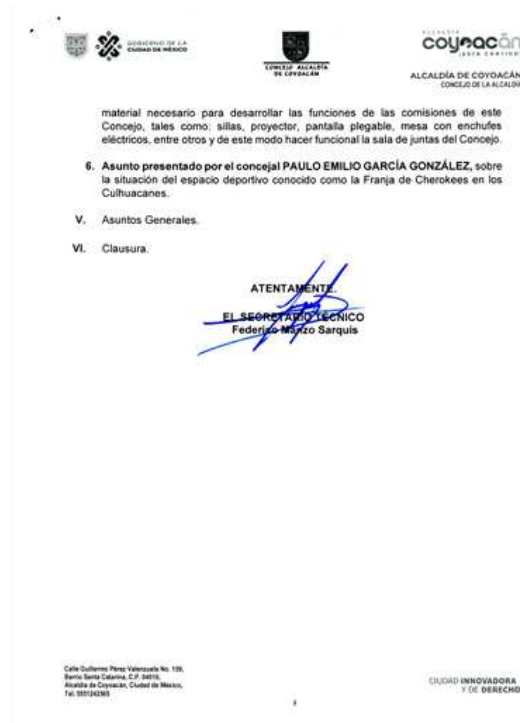 GOBIERNO DE LA
CIUDAD DE MÉXICO
CONCEJO ALCALDÍA
DE COYOACÁN
ALCALDÍA
coyoacán
ALCALDÍA DE COYOACÁN
CONCEJO DE LA ALCALDÍA
material necesario para desarrollar las funciones de las comisiones de este
Concejo, tales como: sillas, proyector, pantalla plegable, mesa con enchufes
eléctricos, entre otros y de este modo hacer funcional la sala de juntas del Concejo.
6. Asunto presentado por el concejal PAULO EMILIO GARCÍA GONZÁLEZ, sobre
la situación del espacio deportivo conocido como la Franja de Cherokees en los
Culhuacanes.
V. Asuntos Generales.
VI. Clausura.
ATENTAMENTE.
EL SECRETARIO TÉCNICO
Federico Manzo Sarquis
Calle Guillermo Pérez Valenzuela No. 159,
Barrio Santa Catarina, C.P. 04010,
Alcaldía de Coyoacán, Ciudad de México,
Tel. 5551242569
CIUDAD INNOVADORA
Y DE DERECHO